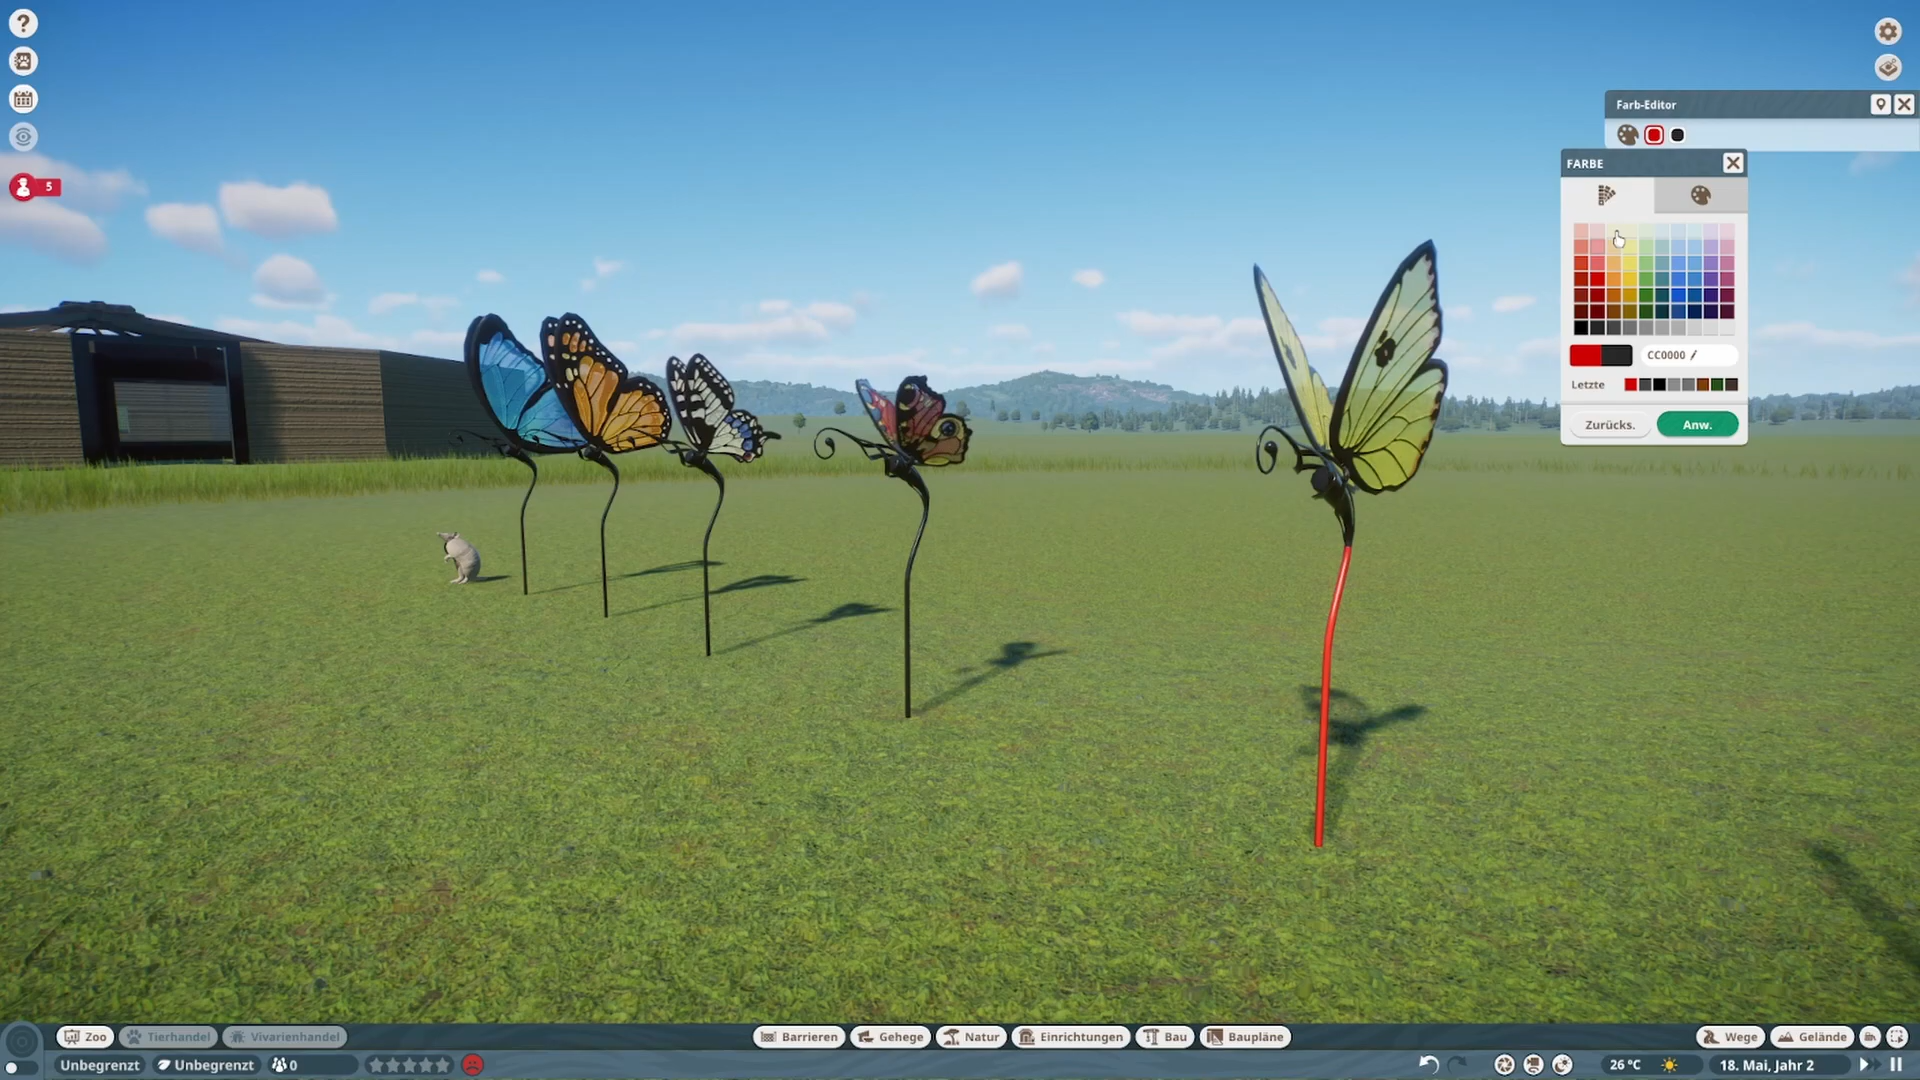 ?
5
Farb-Editor
FARBE
CC0000
Letzte
Zurücks. Anw.
Zoo Tierhandel Vivarienhandel Barrieren Gehege Natur Einrichtungen Bau Baupläne Wege Gelände
Unbegrenzt Unbegrenzt 0 26°C 18. Mai, Jahr 2